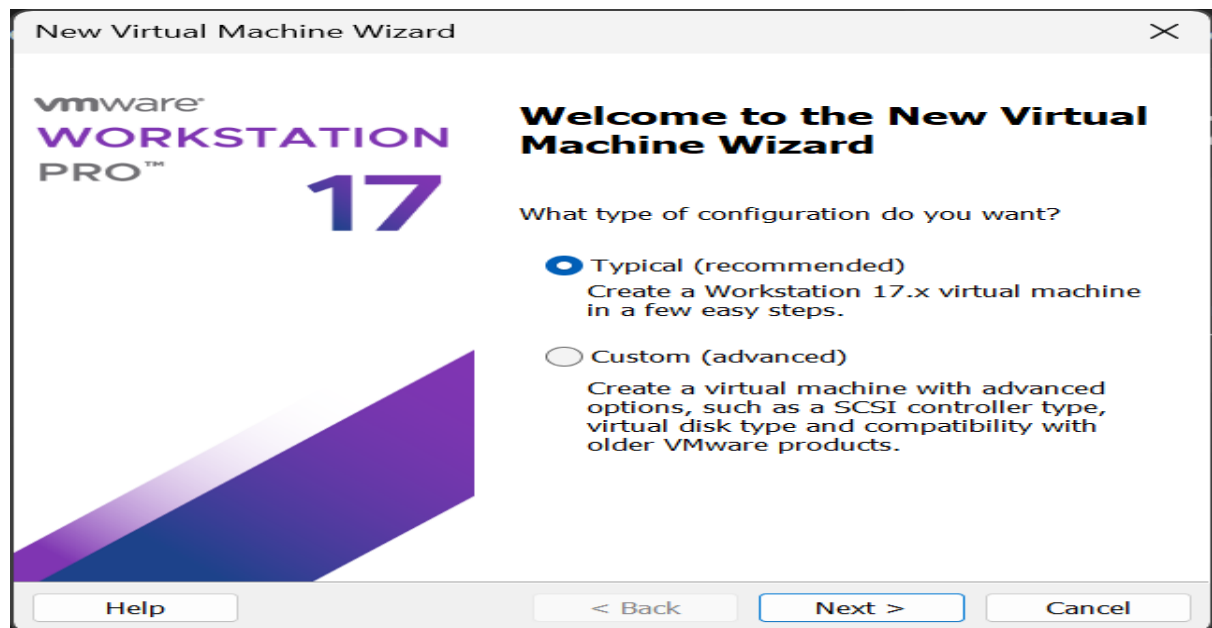 New Virtual Machine Wizard
vmware®
WORKSTATION
PRO™
17
Welcome to the New Virtual
Machine Wizard
What type of configuration do you want?
Typical (recommended)
Create a Workstation 17.x virtual machine
in a few easy steps.
Custom (advanced)
Create a virtual machine with advanced
options, such as a SCSI controller type,
virtual disk type and compatibility with
older VMware products.
Help
< Back
Next >
Cancel